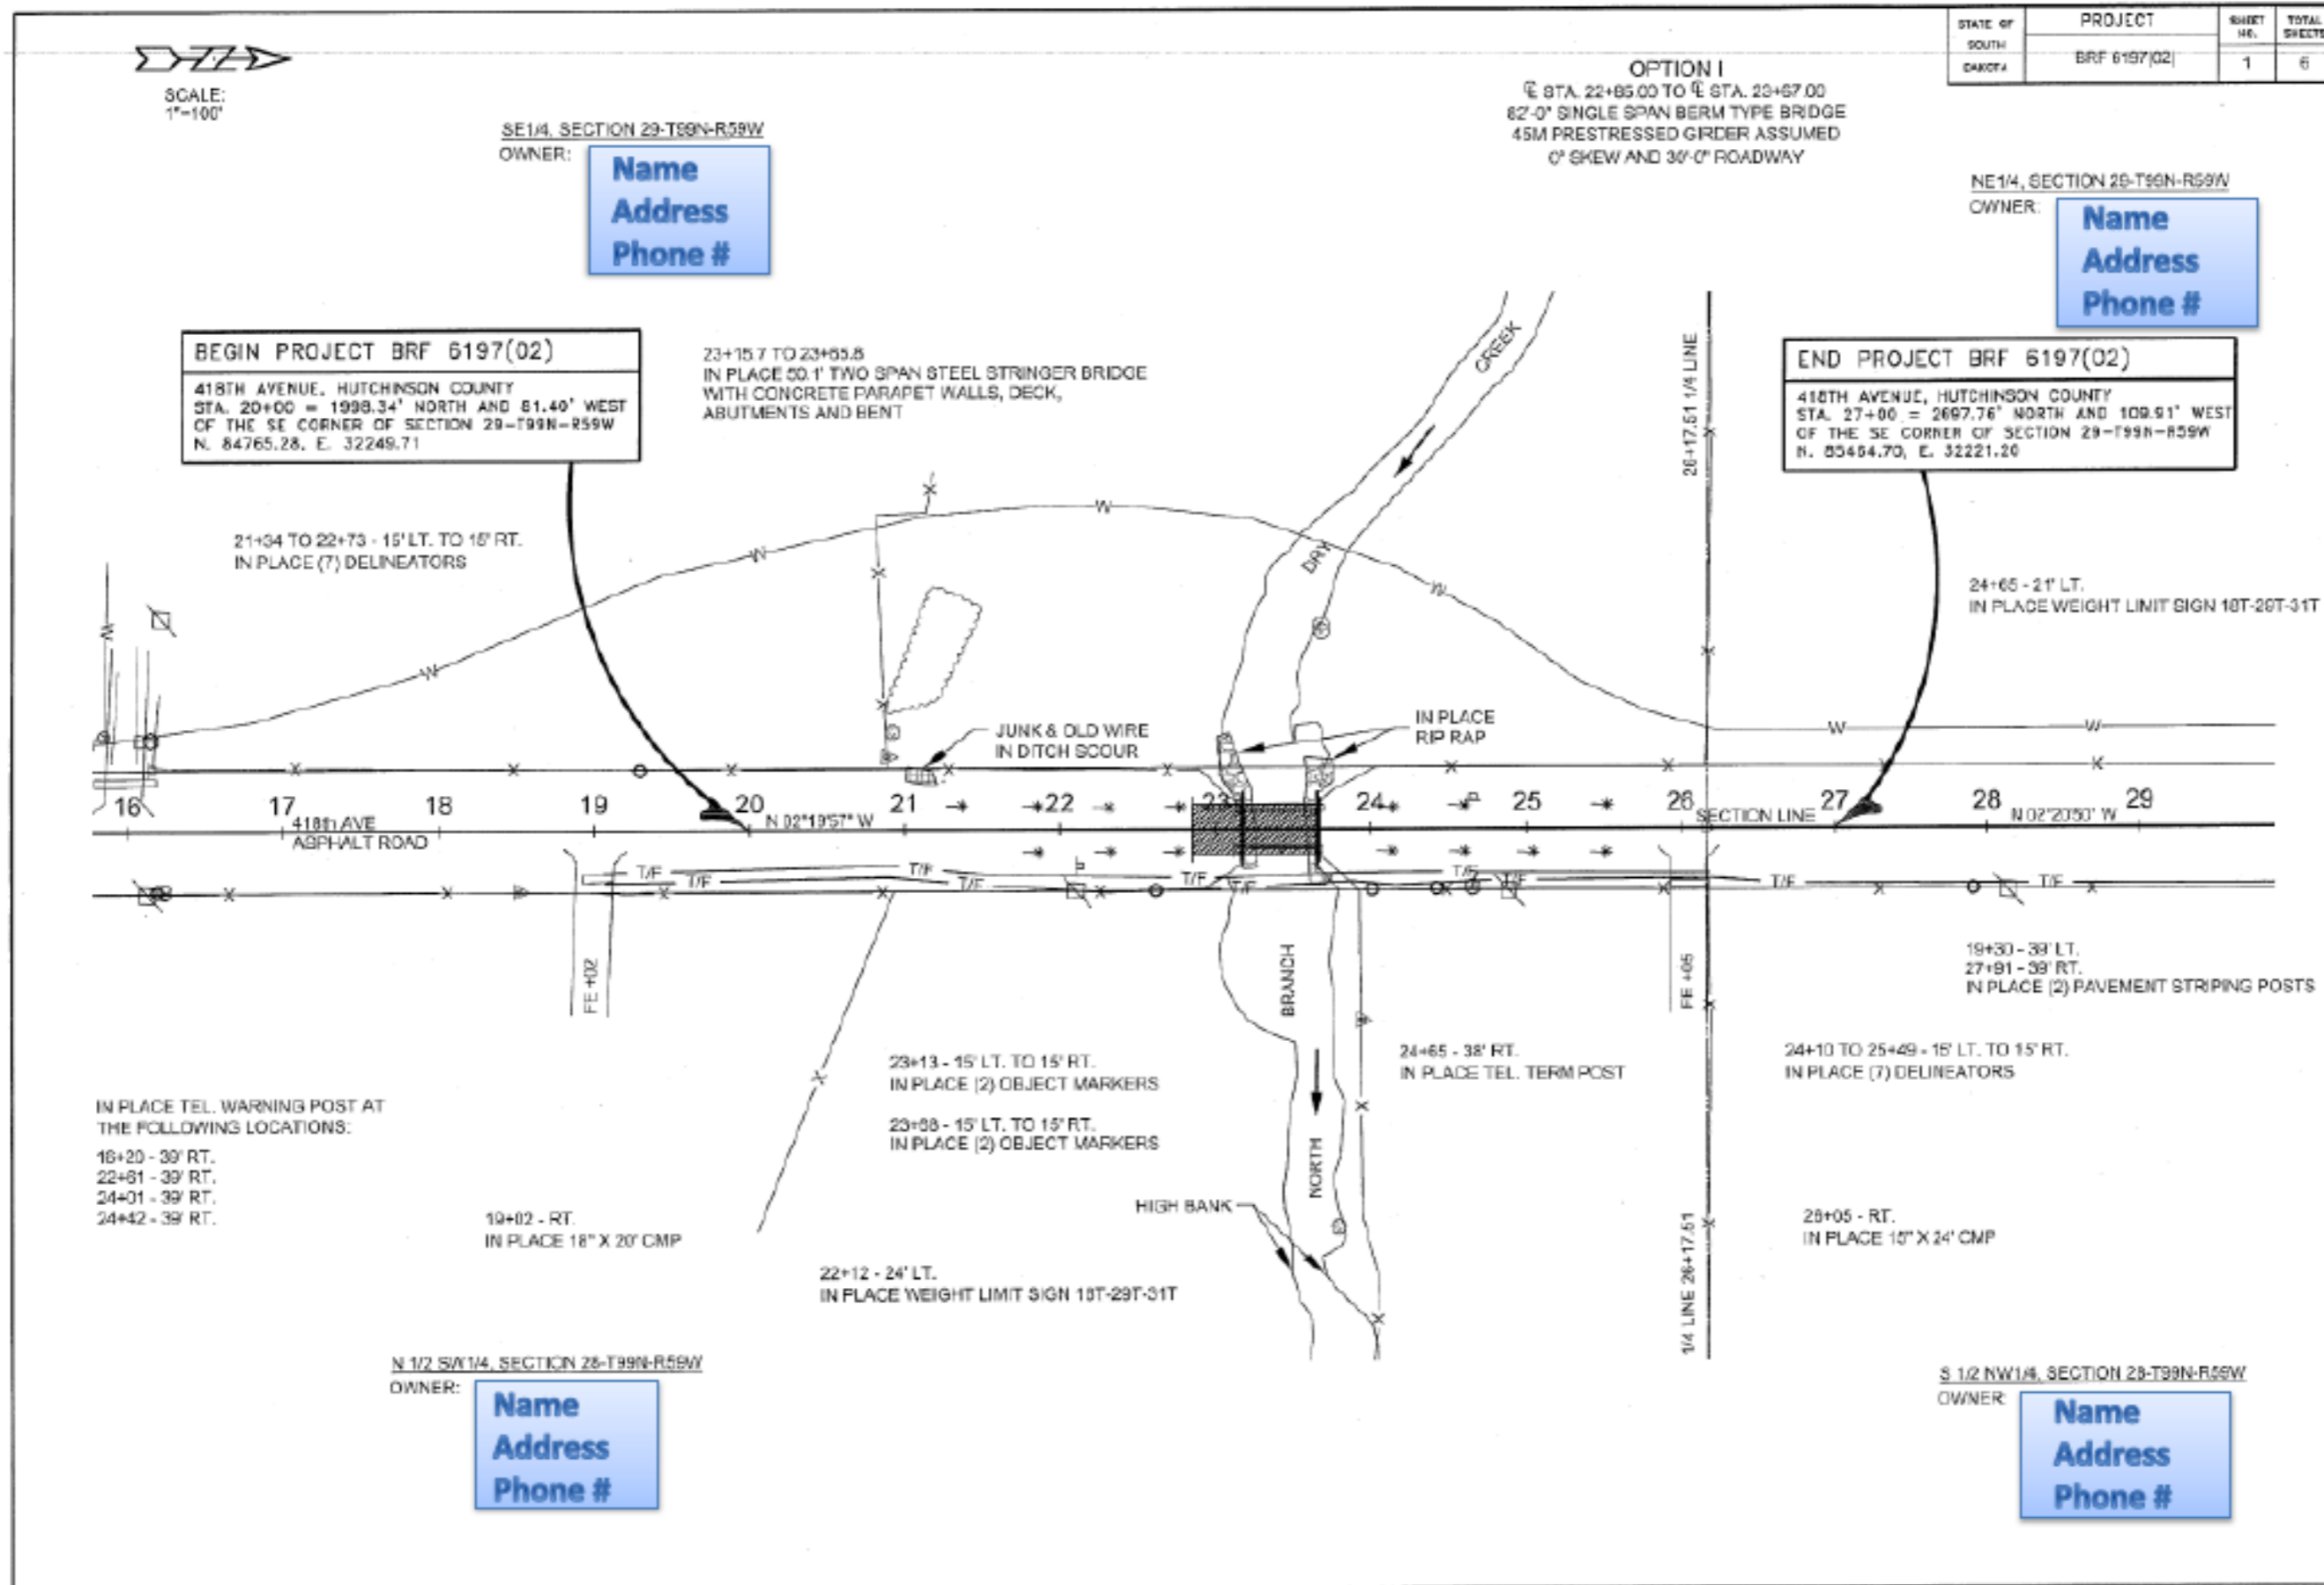 STATE OF SOUTH DAKOTA
PROJECT
BRF 6197(02)
SHEET NO.
1
TOTAL SHEETS
6
SCALE:
1"=100'
OPTION I
℄ STA. 22+85.00 TO ℄ STA. 23+67.00
82'-0" SINGLE SPAN BERM TYPE BRIDGE
45M PRESTRESSED GIRDER ASSUMED
0° SKEW AND 30'-0" ROADWAY
SE1/4, SECTION 29-T99N-R59W
OWNER:
Name
Address
Phone #
NE1/4, SECTION 29-T99N-R59W
OWNER:
Name
Address
Phone #
BEGIN PROJECT BRF 6197(02)
418TH AVENUE, HUTCHINSON COUNTY
STA. 20+00 = 1998.34' NORTH AND 81.40' WEST
OF THE SE CORNER OF SECTION 29-T99N-R59W
N. 84765.28, E. 32249.71
23+15.7 TO 23+65.8
IN PLACE 50.1' TWO SPAN STEEL STRINGER BRIDGE
WITH CONCRETE PARAPET WALLS, DECK,
ABUTMENTS AND BENT
END PROJECT BRF 6197(02)
418TH AVENUE, HUTCHINSON COUNTY
STA. 27+00 = 2697.76' NORTH AND 109.91' WEST
OF THE SE CORNER OF SECTION 29-T99N-R59W
N. 85464.70, E. 32221.20
CREEK
26+17.51 1/4 LINE
21+34 TO 22+73 - 15' LT. TO 15' RT.
IN PLACE (7) DELINEATORS
DRY
24+65 - 21' LT.
IN PLACE WEIGHT LIMIT SIGN 18T-29T-31T
JUNK & OLD WIRE
IN DITCH SCOUR
IN PLACE
RIP RAP
16 17 18 19 20 21 22 23 24 25 26 27 28 29
418th AVE
ASPHALT ROAD
N 02°19'57" W
SECTION LINE
N 02°20'50" W
T/F T/F T/F T/F T/F T/F T/F T/F T/F T/F
FE +02
BRANCH
FE +05
19+30 - 39' LT.
27+91 - 39' RT.
IN PLACE (2) PAVEMENT STRIPING POSTS
23+13 - 15' LT. TO 15' RT.
IN PLACE (2) OBJECT MARKERS
23+68 - 15' LT. TO 15' RT.
IN PLACE (2) OBJECT MARKERS
24+65 - 38' RT.
IN PLACE TEL. TERM POST
24+10 TO 25+49 - 15' LT. TO 15' RT.
IN PLACE (7) DELINEATORS
IN PLACE TEL. WARNING POST AT
THE FOLLOWING LOCATIONS:
16+20 - 39' RT.
22+61 - 39' RT.
24+01 - 39' RT.
24+42 - 39' RT.
NORTH
HIGH BANK
19+02 - RT.
IN PLACE 18" X 20' CMP
22+12 - 24' LT.
IN PLACE WEIGHT LIMIT SIGN 18T-29T-31T
1/4 LINE 26+17.51
26+05 - RT.
IN PLACE 15" X 24' CMP
N 1/2 SW1/4, SECTION 28-T99N-R59W
OWNER:
Name
Address
Phone #
S 1/2 NW1/4, SECTION 28-T99N-R59W
OWNER:
Name
Address
Phone #